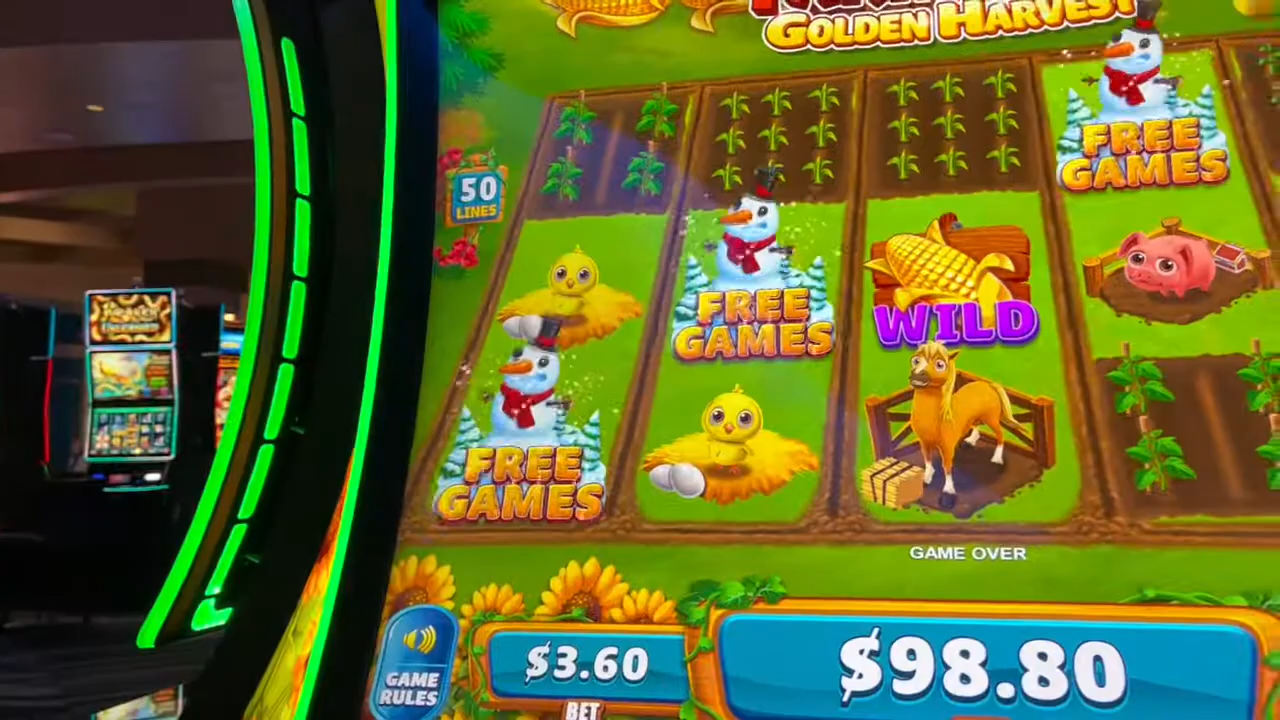 GOLDEN HARVEST
FREE
GAMES
50
LINES
FREE
GAMES
WILD
FREE
GAMES
GAME OVER
$3.60
$98.80
GAME
RULES
BET